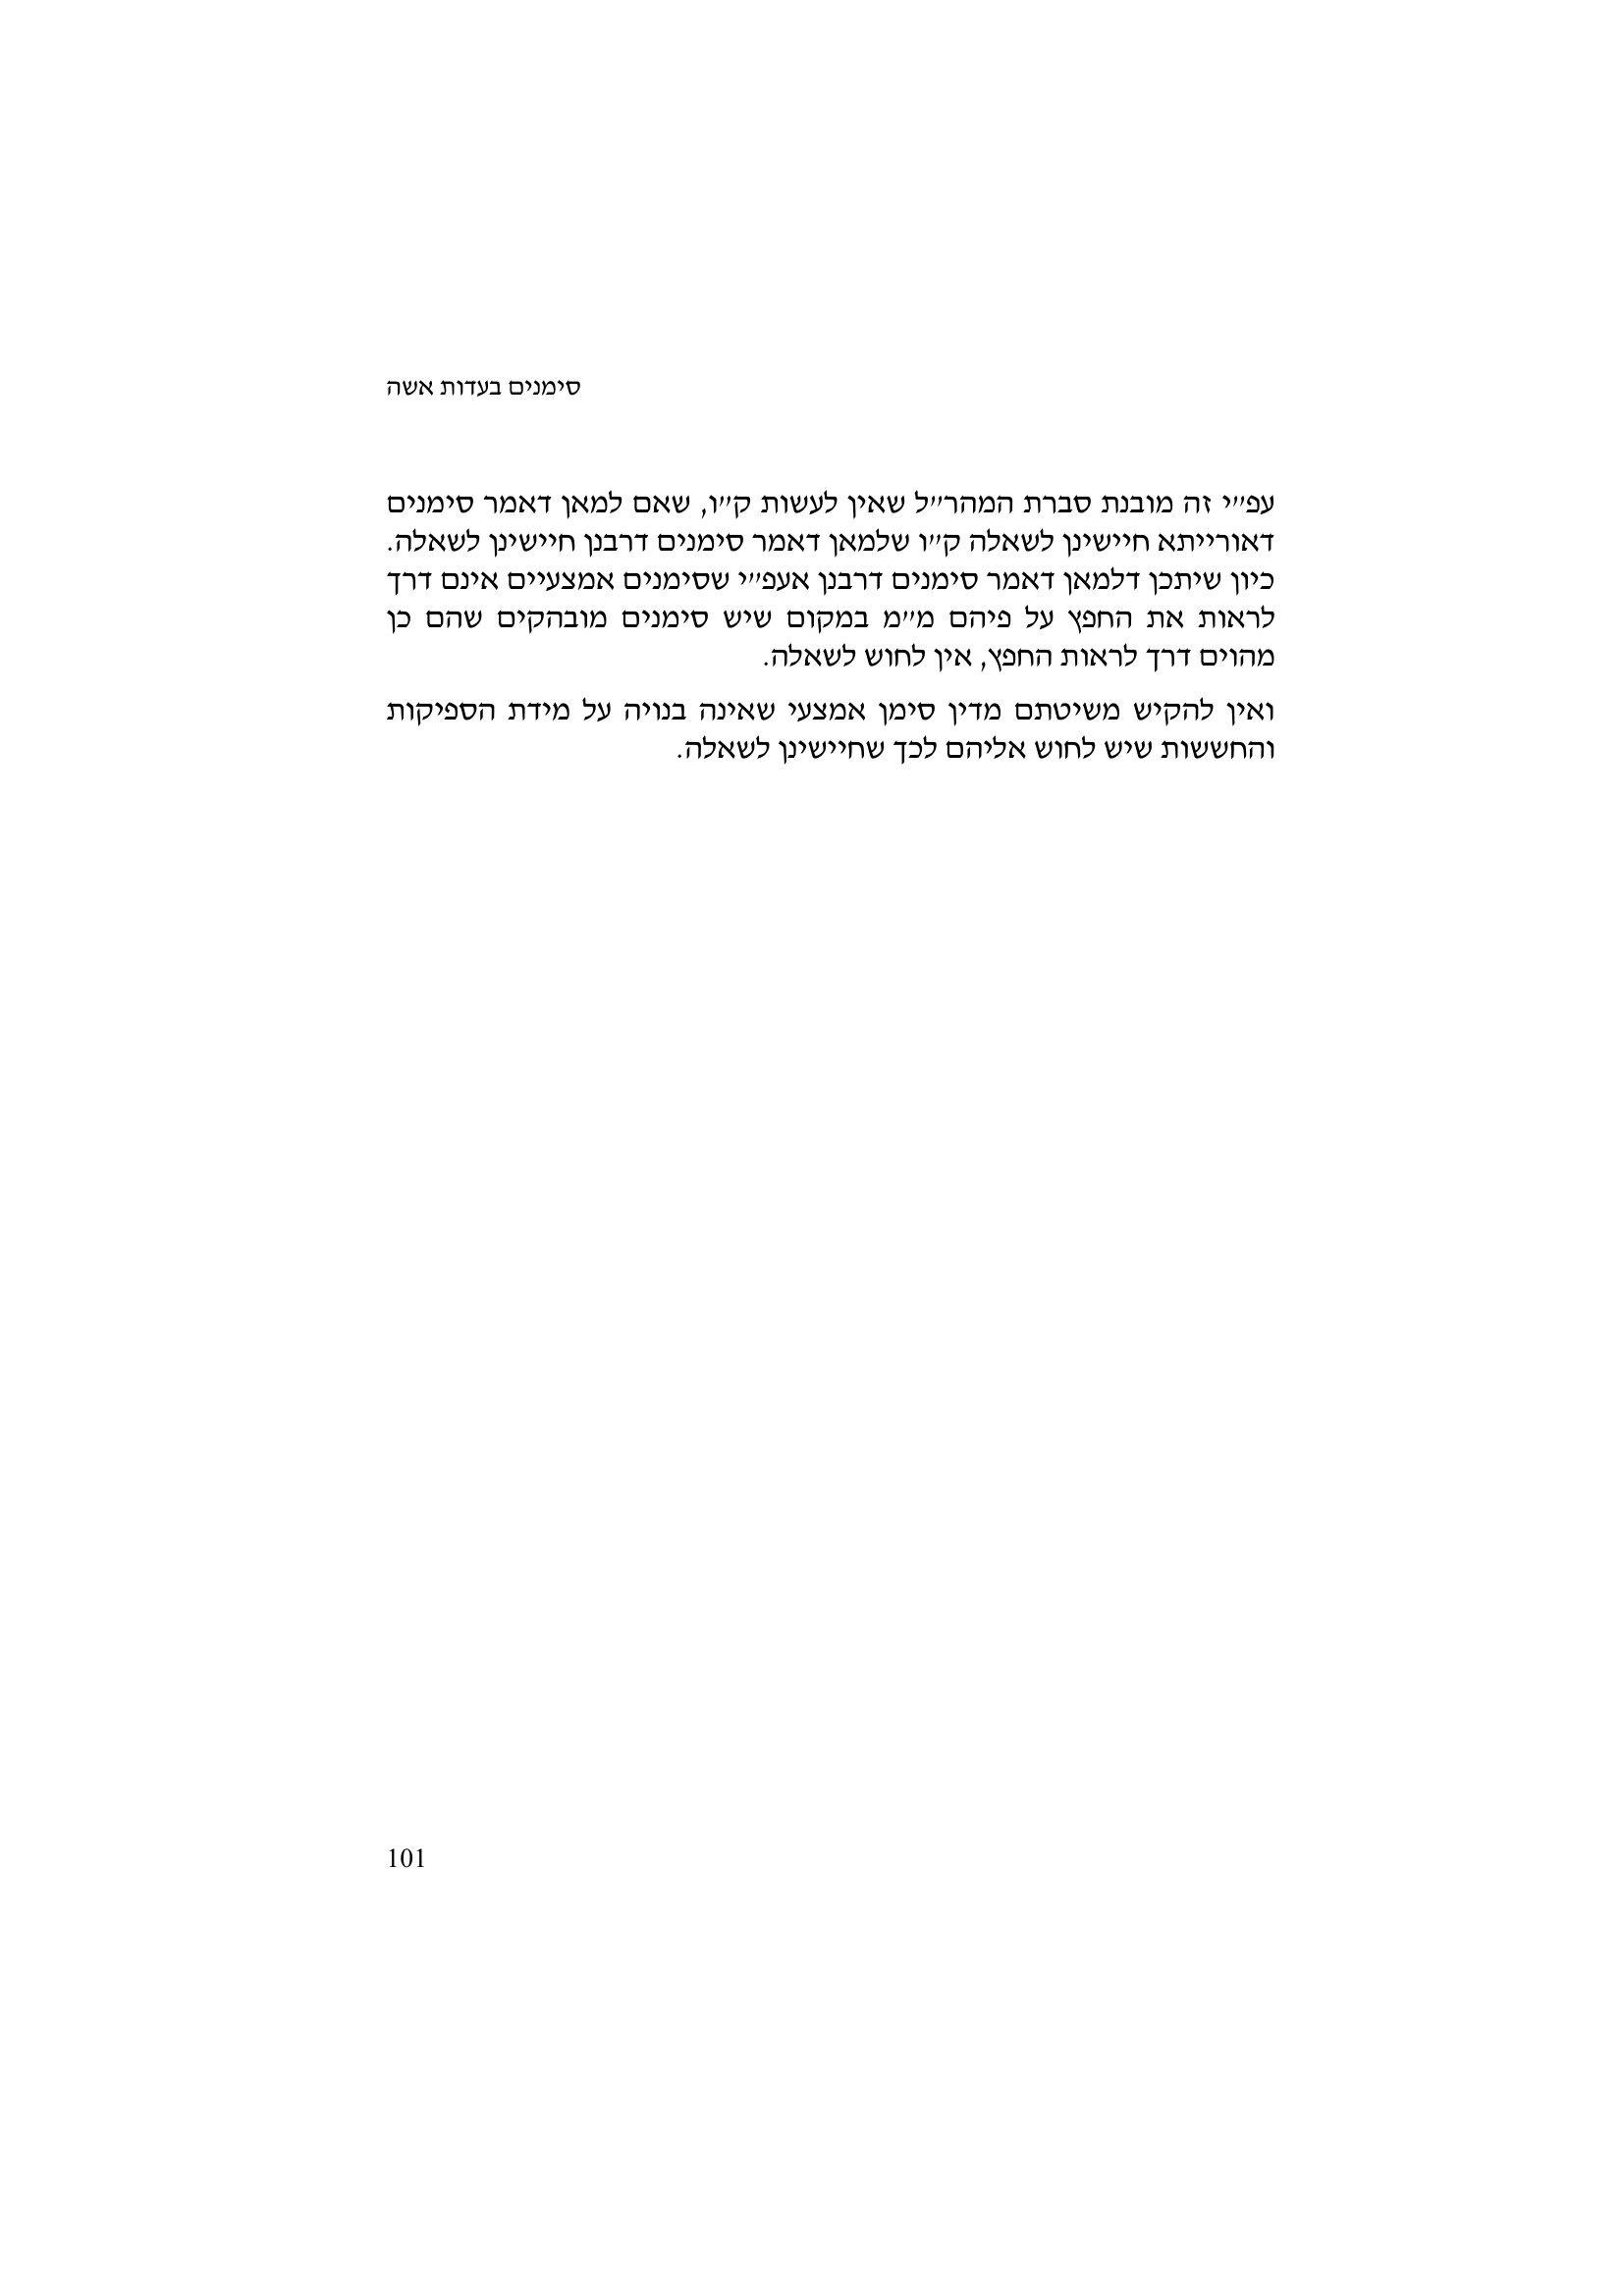 סימנים בעדות אשה
עפ״י זה מובנת סברת המהר״ל שאין לעשות ק״ו, שאם למאן דאמר סימנים
דאורייתא חיישינן לשאלה ק״ו שלמאן דאמר סימנים דרבנן חיישינן לשאלה.
כיון שיתכן דלמאן דאמר סימנים דרבנן אעפ״י שסימנים אמצעיים אינם דרך
לראות את החפץ על פיהם מ״מ במקום שיש סימנים מובהקים שהם כן
מהוים דרך לראות החפץ, אין לחוש לשאלה.
ואין להקיש משיטתם מדין סימן אמצעי שאינה בנויה על מידת הספיקות
והחששות שיש לחוש אליהם לכך שחיישינן לשאלה.
101